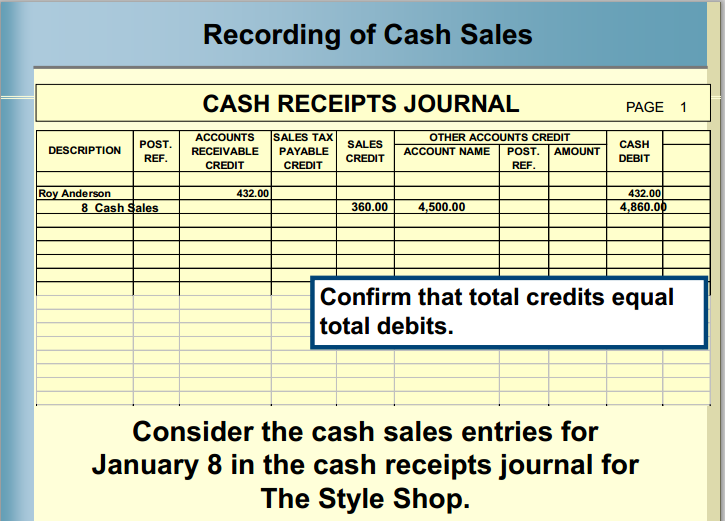 Recording of Cash Sales
CASH RECEIPTS JOURNAL PAGE 1
DESCRIPTION
POST.
REF.
ACCOUNTS
RECEIVABLE
CREDIT
SALES TAX
PAYABLE
CREDIT
SALES
CREDIT
OTHER ACCOUNTS CREDIT
ACCOUNT NAME
POST.
REF.
AMOUNT
CASH
DEBIT
Roy Anderson 432.00 432.00
8 Cash Sales 360.00 4,500.00 4,860.00
Confirm that total credits equal
total debits.
Consider the cash sales entries for
January 8 in the cash receipts journal for
The Style Shop.